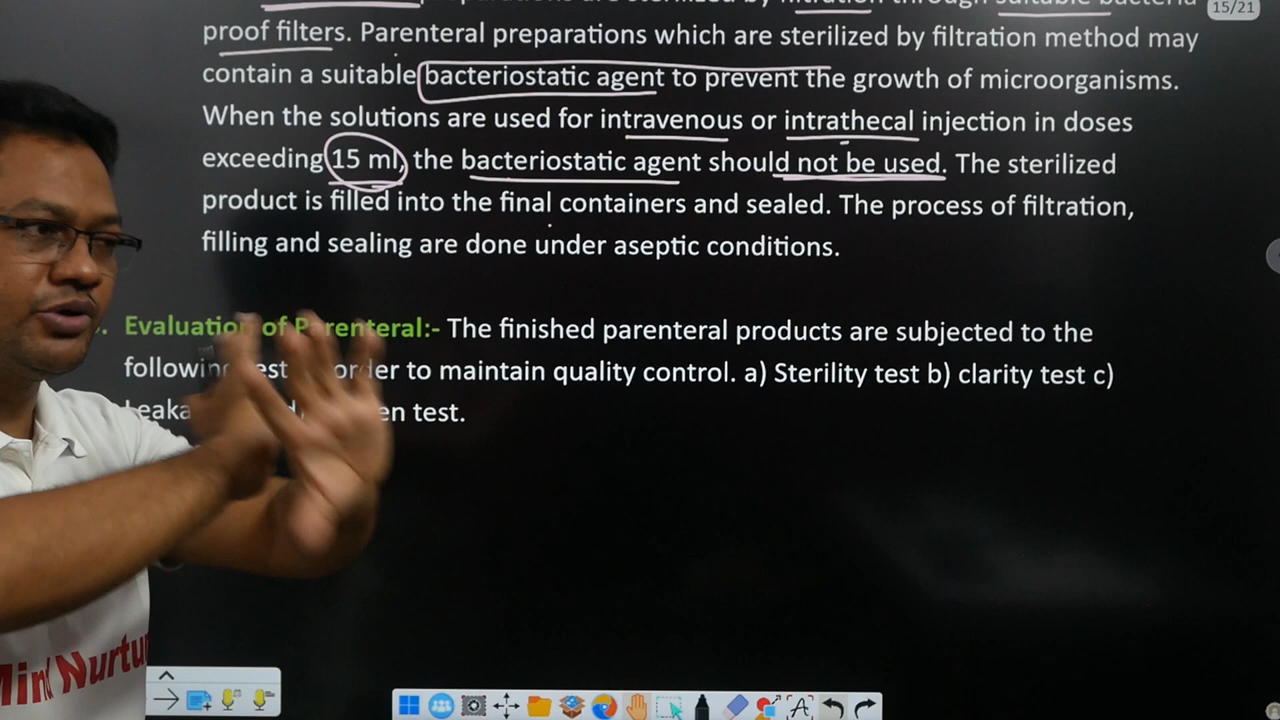 15/21
proof filters. Parenteral preparations which are sterilized by filtration method may
contain a suitable bacteriostatic agent to prevent the growth of microorganisms.
When the solutions are used for intravenous or intrathecal injection in doses
exceeding 15 ml, the bacteriostatic agent should not be used. The sterilized
product is filled into the final containers and sealed. The process of filtration,
filling and sealing are done under aseptic conditions.
Evaluation of Parenteral:- The finished parenteral products are subjected to the
following order to maintain quality control. a) Sterility test b) clarity test c)
test.
Mind Nurtu